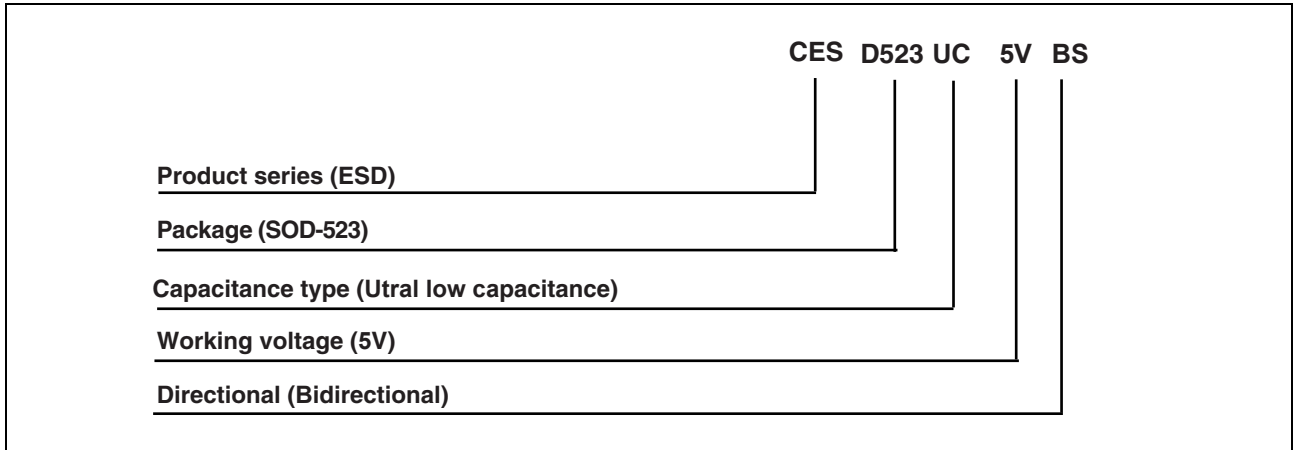 CES D523 UC 5V BS
Product series (ESD)
Package (SOD-523)
Capacitance type (Utral low capacitance)
Working voltage (5V)
Directional (Bidirectional)